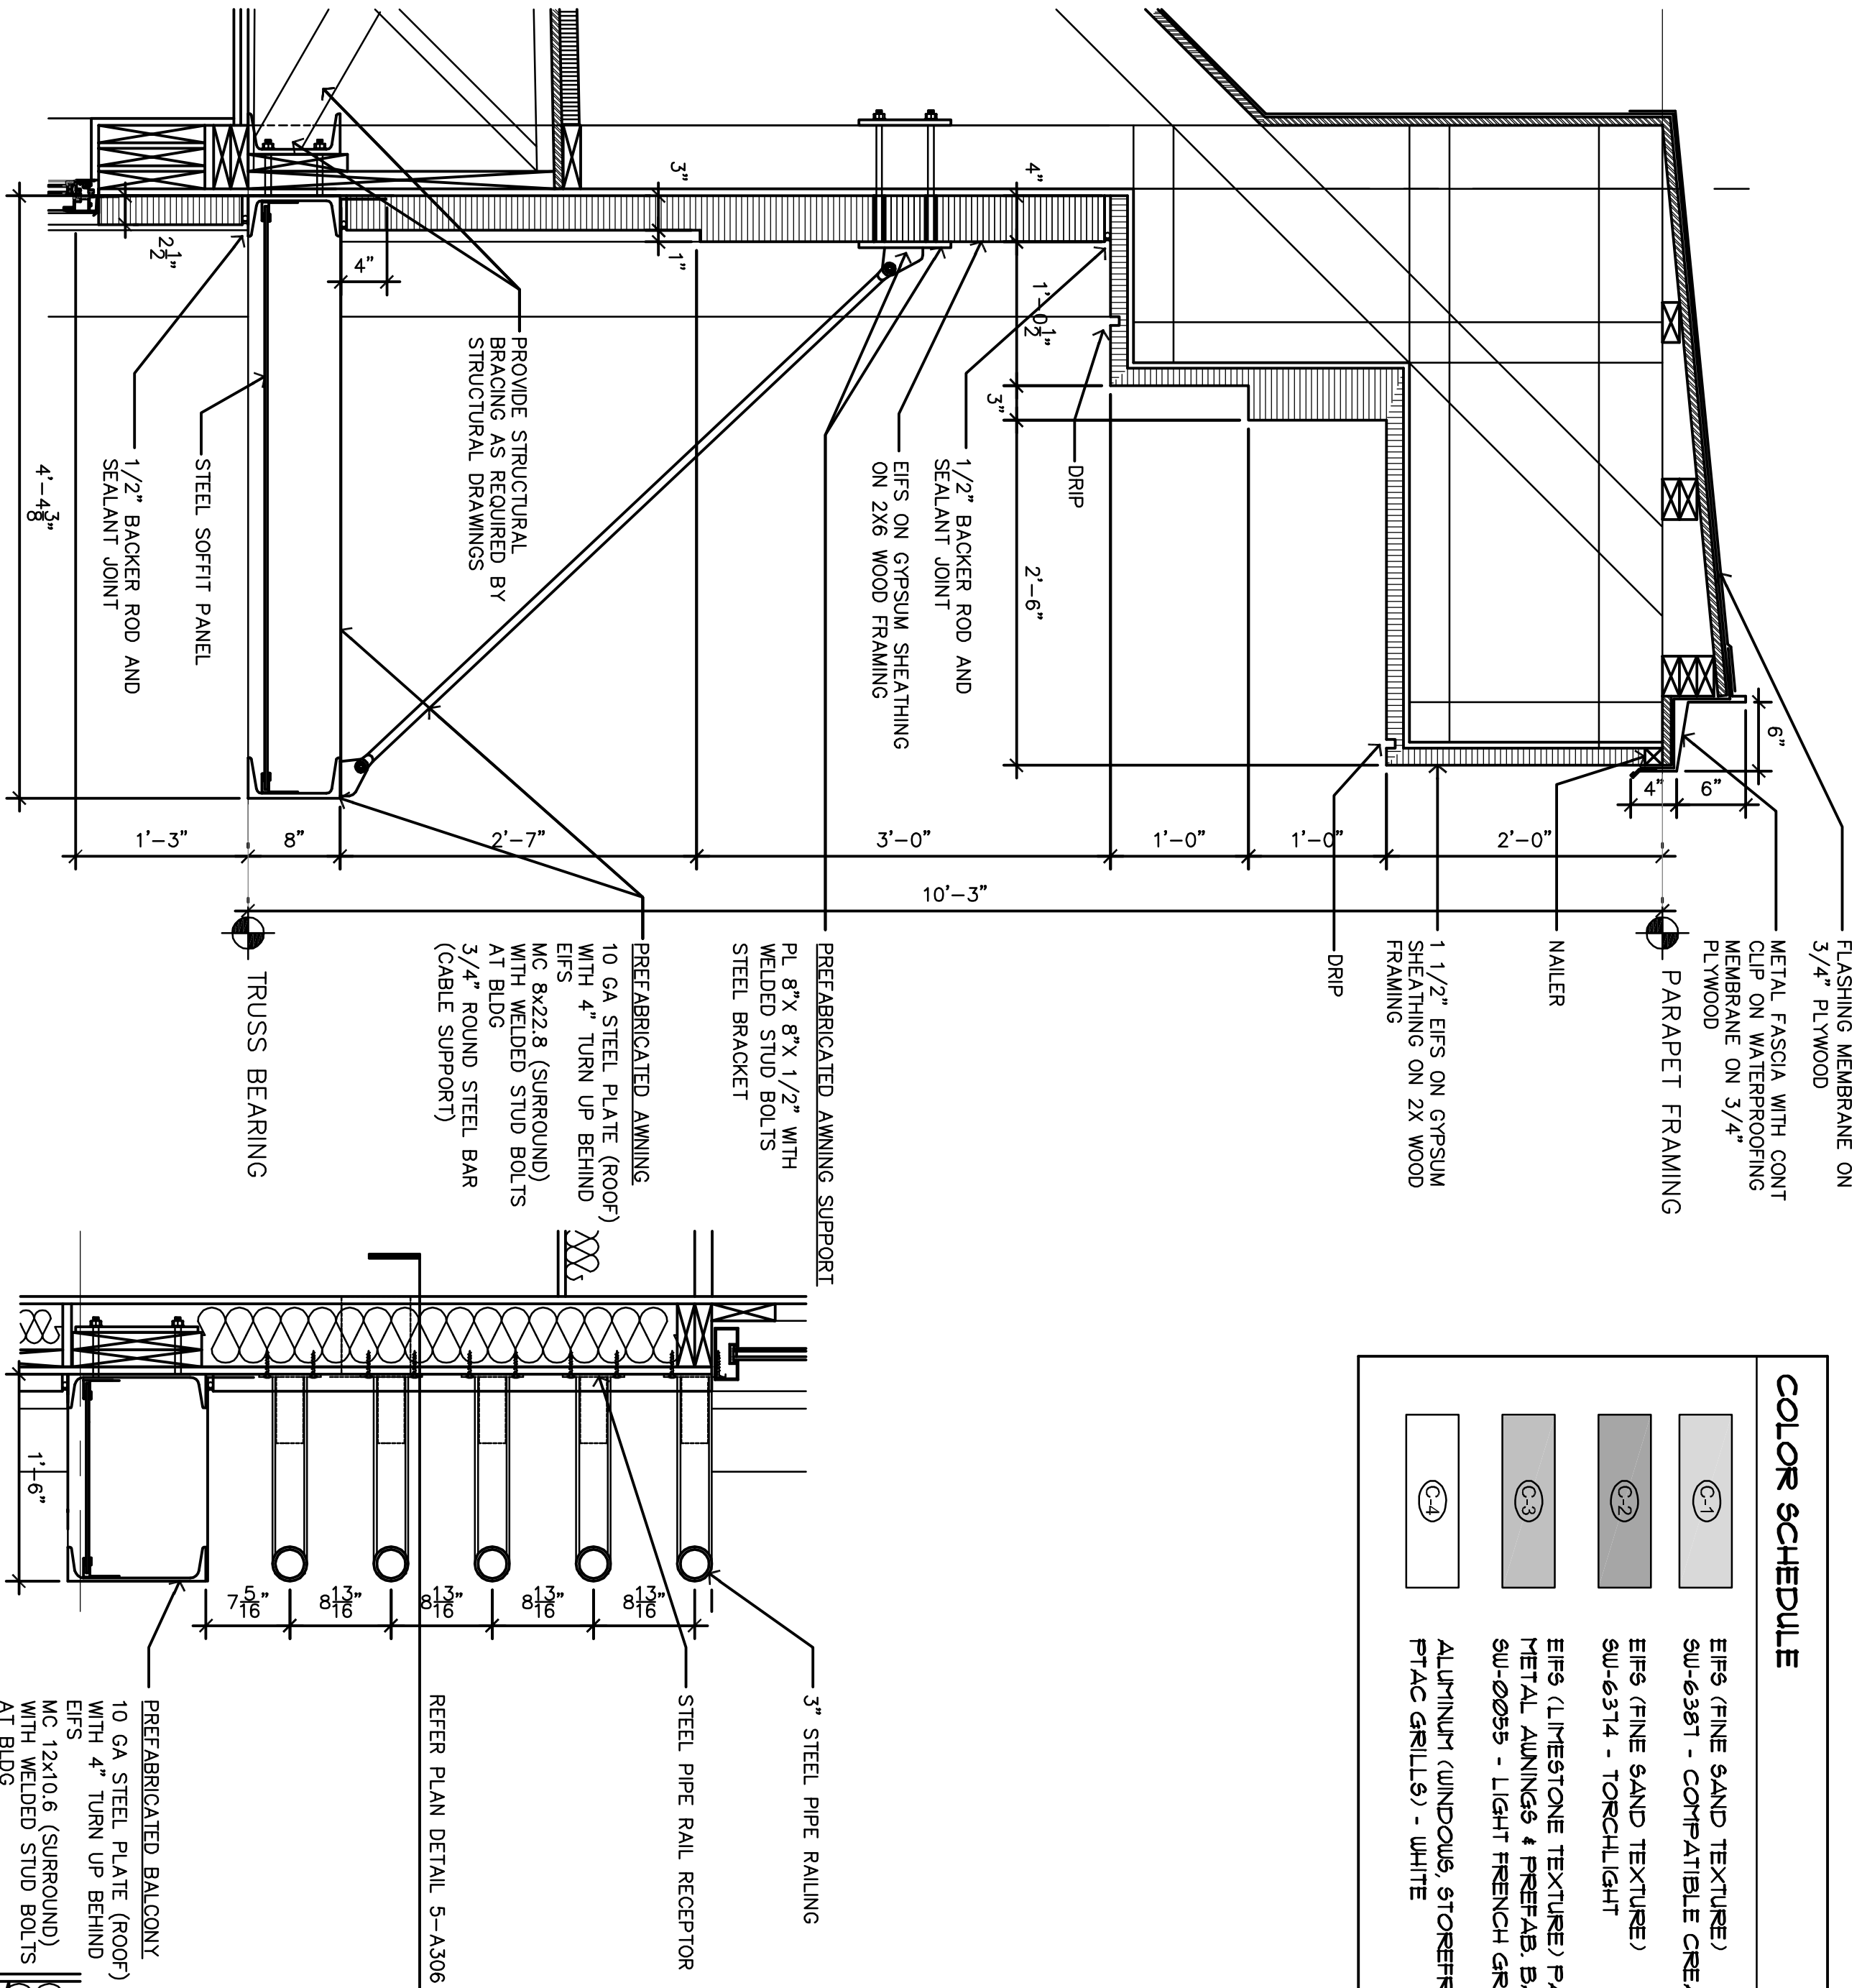 FLASHING MEMBRANE ON
3/4" PLYWOOD
METAL FASCIA WITH CONT
CLIP ON WATERPROOFING
MEMBRANE ON 3/4"
PLYWOOD
PARAPET FRAMING
NAILER
1 1/2" EIFS ON GYPSUM
SHEATHING ON 2X WOOD
FRAMING
DRIP
6"
4"
6"
2'-0"
1'-0"
1'-0"
3'-0"
2'-7"
8"
1'-3"
10'-3"
4"
1'-0 1/2"
3"
2'-6"
DRIP
1/2" BACKER ROD AND
SEALANT JOINT
EIFS ON GYPSUM SHEATHING
ON 2X6 WOOD FRAMING
3"
1"
4"
2 1/2"
PROVIDE STRUCTURAL
BRACING AS REQUIRED BY
STRUCTURAL DRAWINGS
STEEL SOFFIT PANEL
1/2" BACKER ROD AND
SEALANT JOINT
4'-4 3/8"
PREFABRICATED AWNING SUPPORT
PL 8"X 8"X 1/2" WITH
WELDED STUD BOLTS
STEEL BRACKET
PREFABRICATED AWNING
10 GA STEEL PLATE (ROOF)
WITH 4" TURN UP BEHIND
EIFS
MC 8x22.8 (SURROUND)
WITH WELDED STUD BOLTS
AT BLDG
3/4" ROUND STEEL BAR
(CABLE SUPPORT)
TRUSS BEARING
COLOR SCHEDULE
C-1
EIFS (FINE SAND TEXTURE)
SW-6387 - COMPATIBLE CREA
C-2
EIFS (FINE SAND TEXTURE)
SW-6374 - TORCHLIGHT
C-3
EIFS (LIMESTONE TEXTURE) PA
METAL AWNINGS & PREFAB. BA
SW-0055 - LIGHT FRENCH GR
C-4
ALUMINUM (WINDOWS, STOREFR
PTAC GRILLS) - WHITE
3" STEEL PIPE RAILING
STEEL PIPE RAIL RECEPTOR
REFER PLAN DETAIL 5-A306
8 13/16"
8 13/16"
8 13/16"
8 13/16"
7 5/16"
1'-6"
PREFABRICATED BALCONY
10 GA STEEL PLATE (ROOF)
WITH 4" TURN UP BEHIND
EIFS
MC 12x10.6 (SURROUND)
WITH WELDED STUD BOLTS
AT BLDG